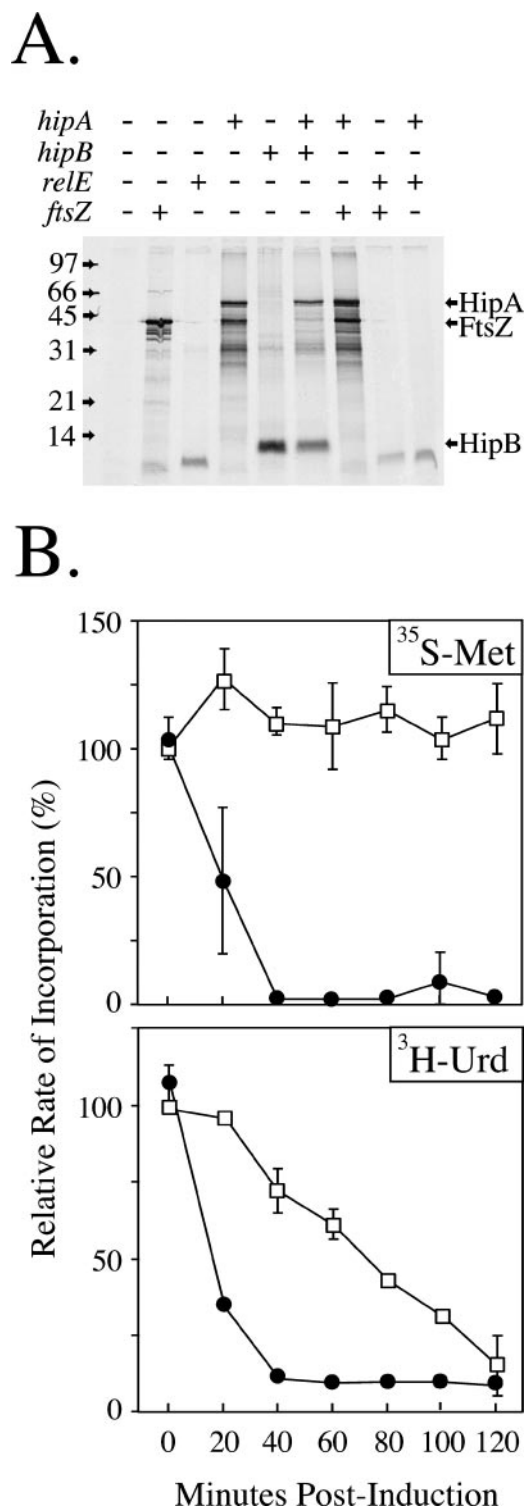 A.
hipA - - - + - + + - +
hipB - - - - + + - - -
relE - - + - - - - + +
ftsZ - + - - - - + + -
97
66
45
31
21
14
HipA
FtsZ
HipB
B.
Relative Rate of Incorporation (%)
150
100
50
0
³⁵S-Met
100
50
0
³H-Urd
0 20 40 60 80 100 120
Minutes Post-Induction